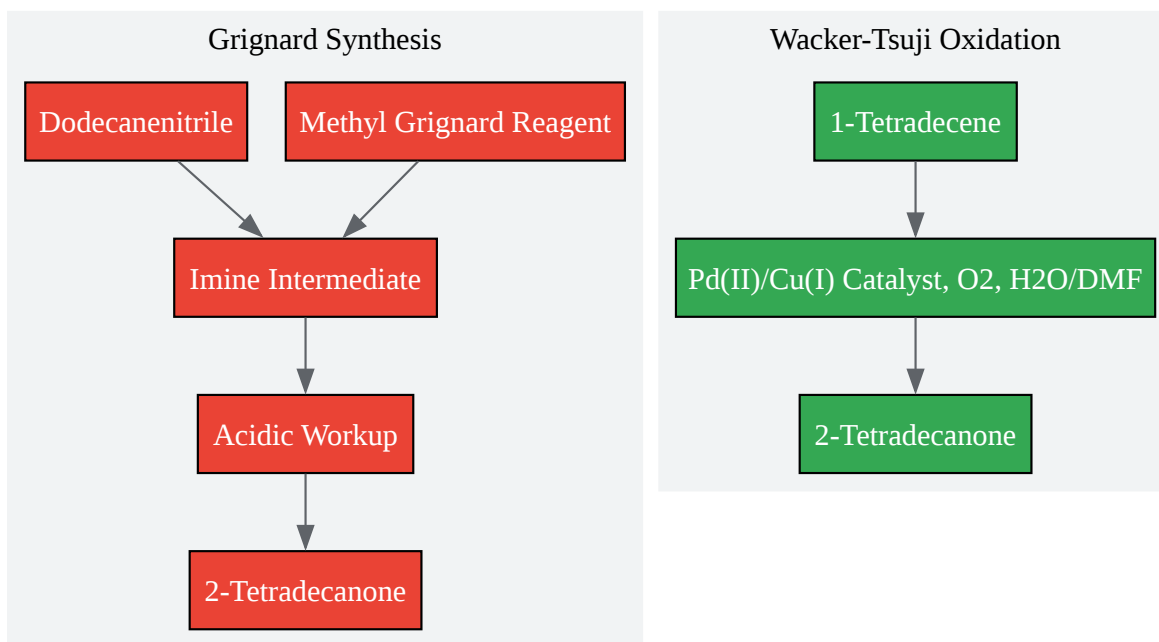 Grignard Synthesis
Dodecanenitrile
Methyl Grignard Reagent
Imine Intermediate
Acidic Workup
2-Tetradecanone
Wacker-Tsuji Oxidation
1-Tetradecene
Pd(II)/Cu(I) Catalyst, O2, H2O/DMF
2-Tetradecanone